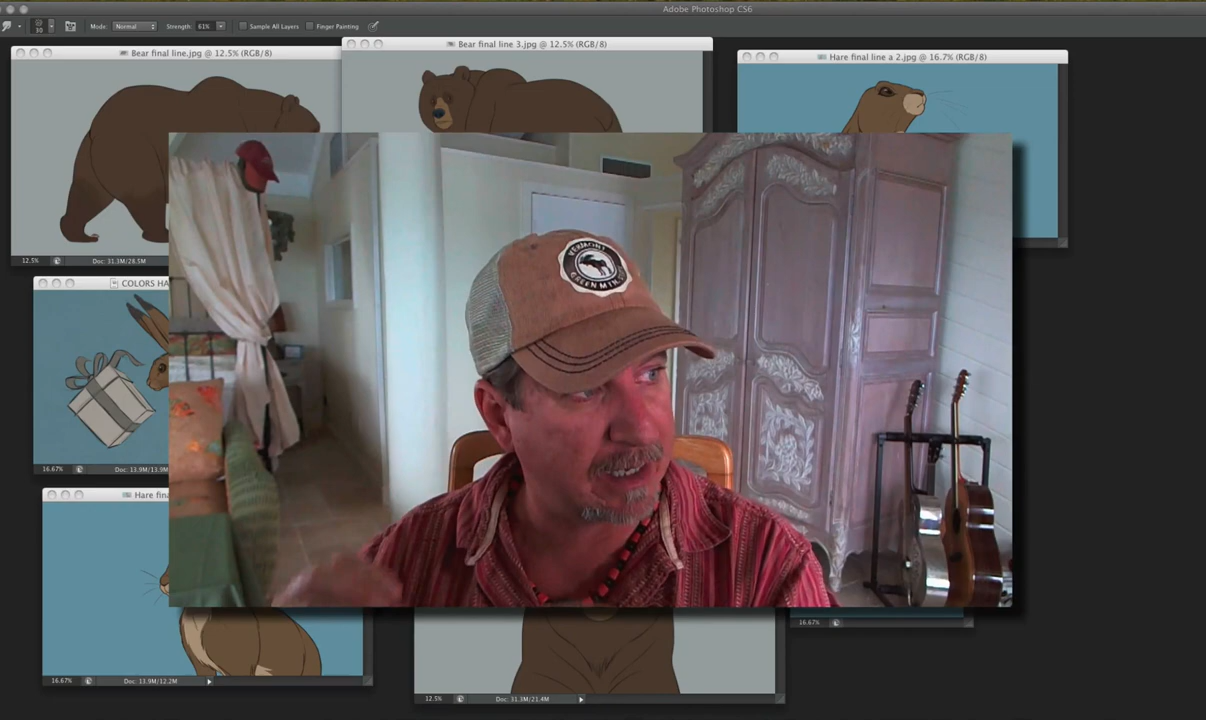 Adobe Photoshop CS6
30
Mode: Normal
Strength: 61%
Sample All Layers
Finger Painting
Bear final line.jpg @ 12.5% (RGB/8)
Bear final line 3.jpg @ 12.5% (RGB/8)
Hare final line a 2.jpg @ 16.7% (RGB/8)
12.5%
Doc: 31.3M/28.5M
COLORS HA
VERMONT
GREEN MTN.
16.67%
Doc: 13.9M/13.9M
Hare fina
16.67%
16.67%
Doc: 13.9M/12.2M
12.5%
Doc: 31.3M/21.4M